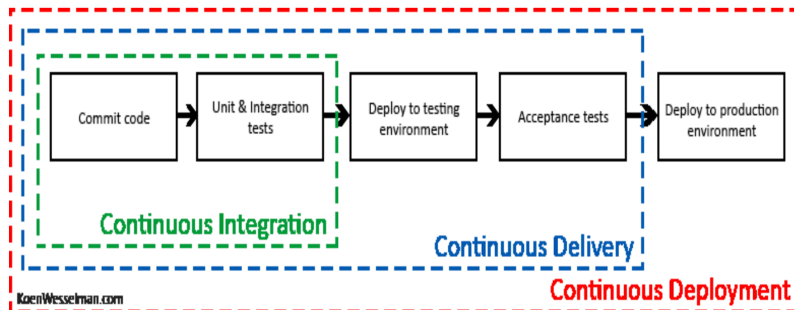 Commit code
Unit & Integration
tests
Deploy to testing
environment
Acceptance tests
Deploy to production
environment
Continuous Integration
Continuous Delivery
Continuous Deployment
KoenWesselman.com